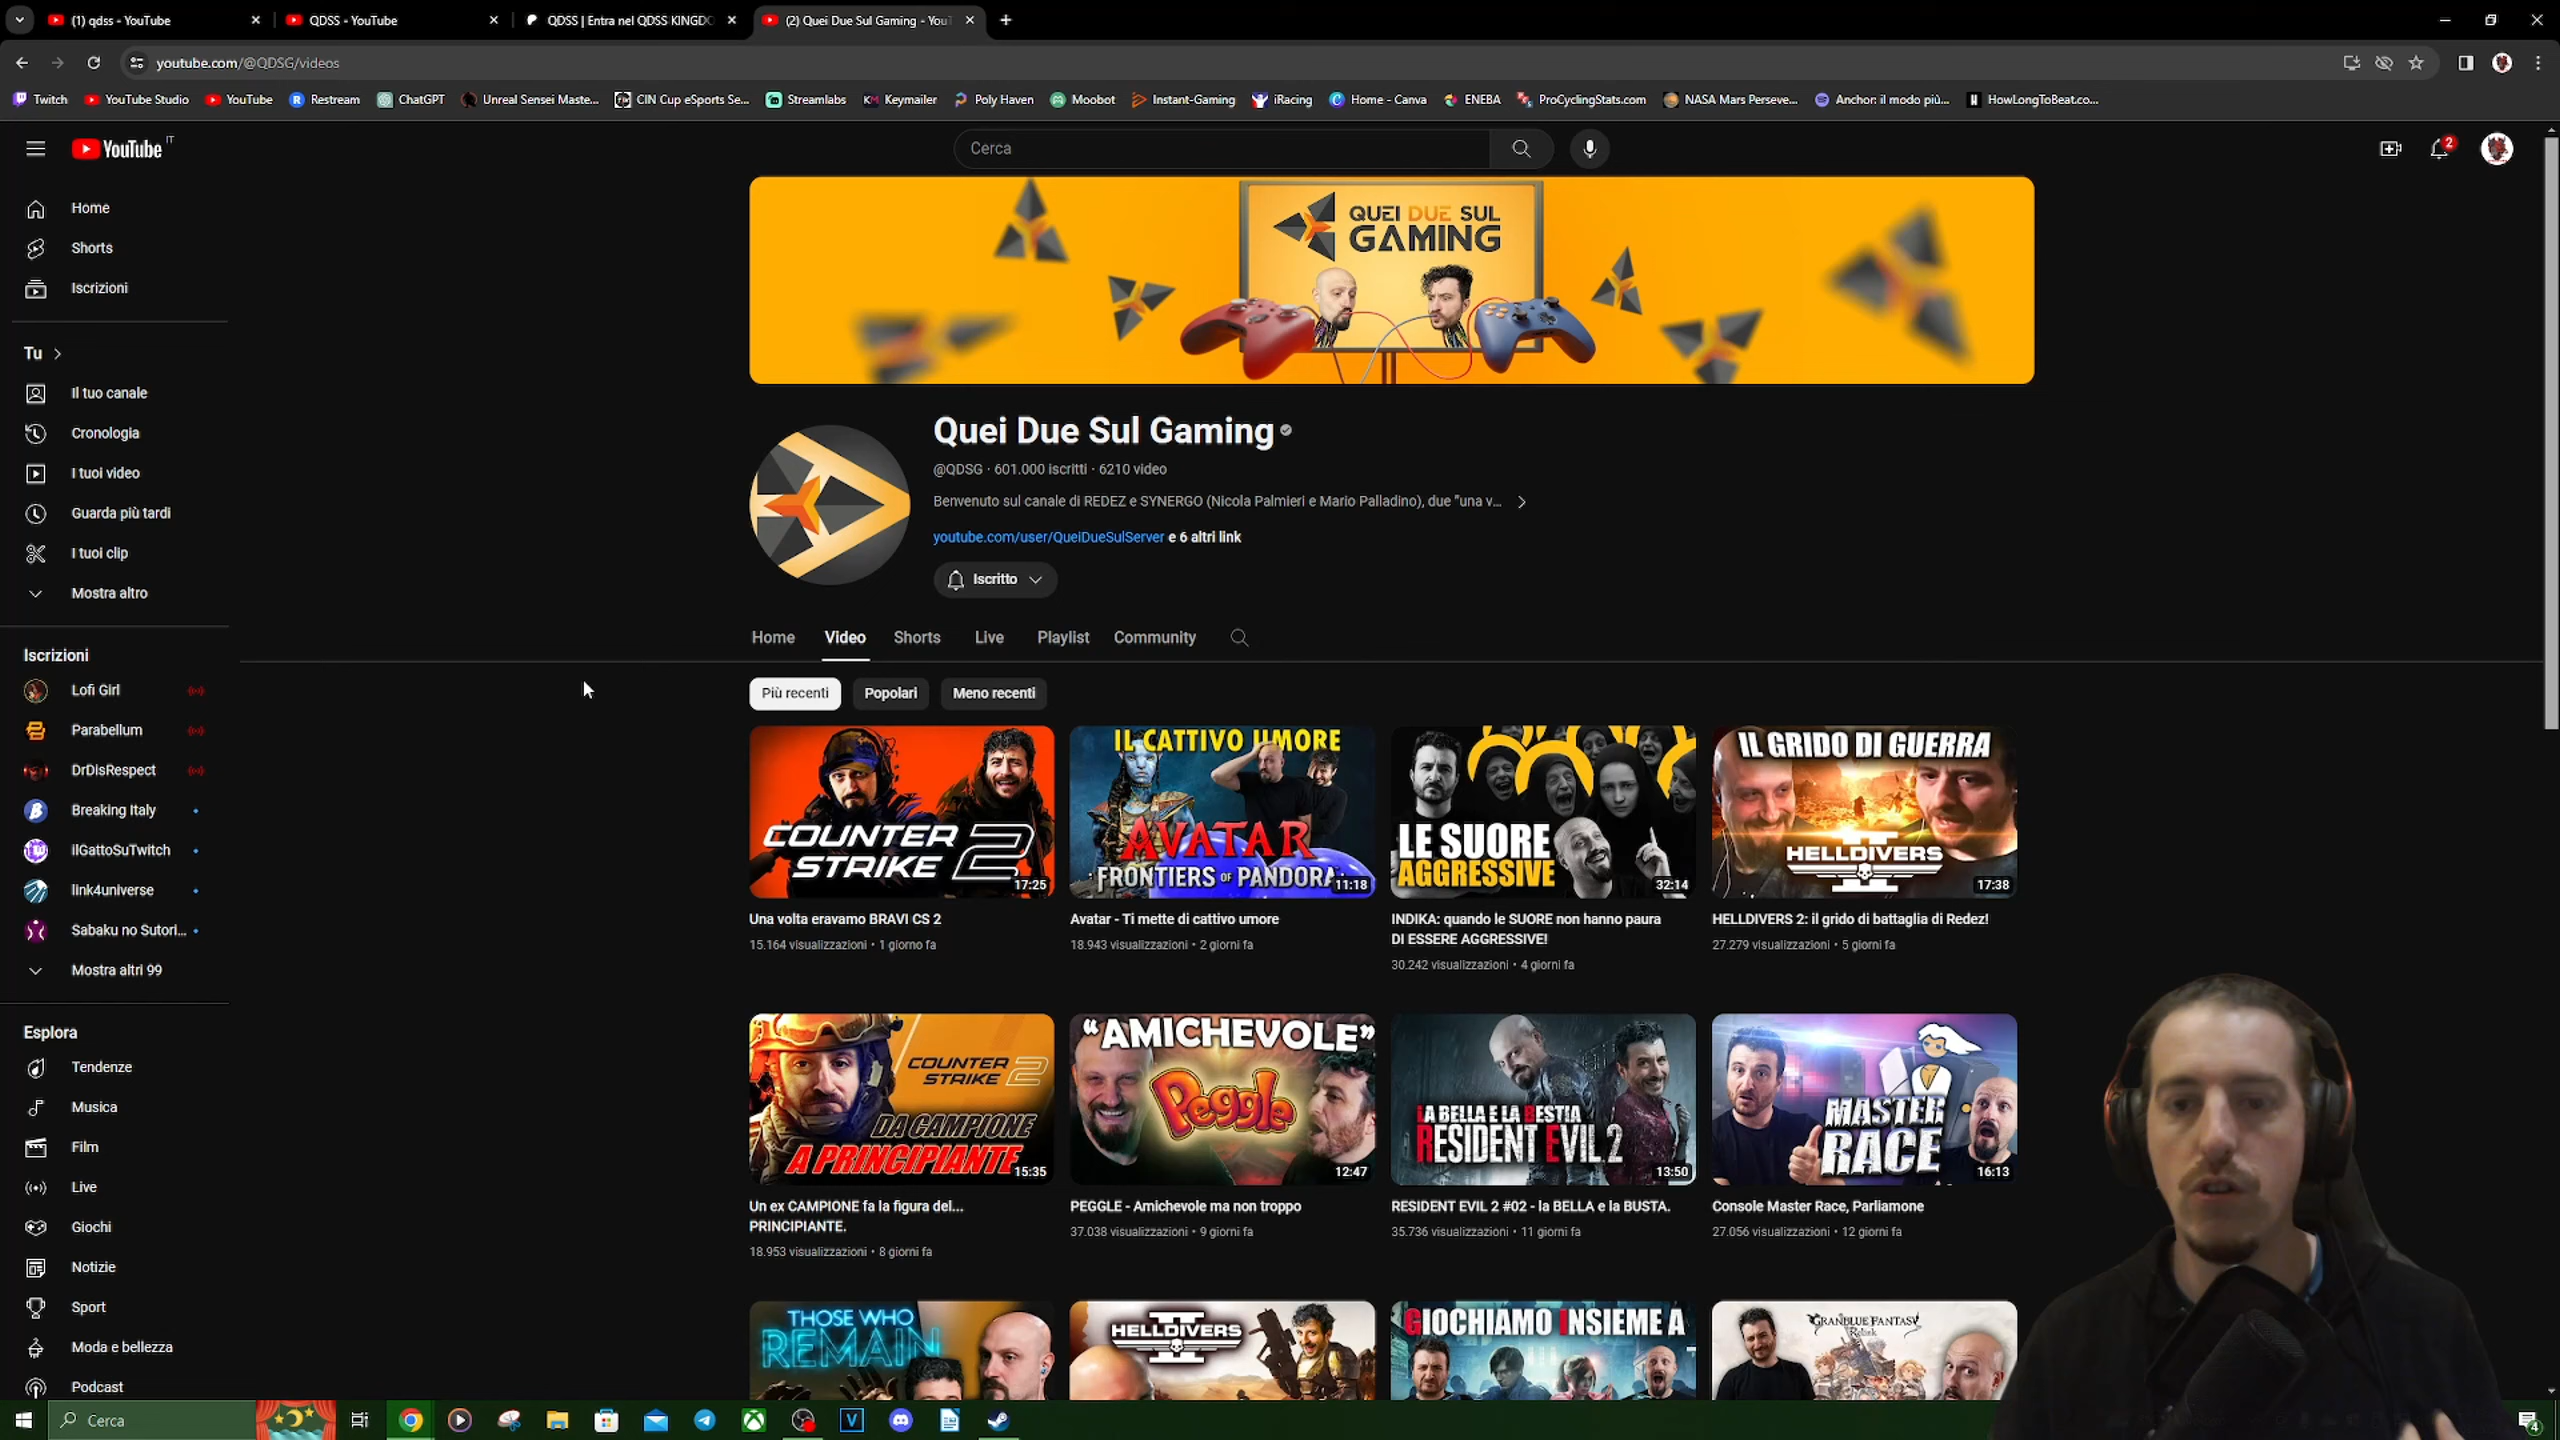 (1) qdss - YouTube
QDSS - YouTube
QDSS | Entra nel QDSS KINGDO
(2) Quei Due Sul Gaming - You
youtube.com/@QDSG/videos
Twitch
YouTube Studio
YouTube
Restream
ChatGPT
Unreal Sensei Maste...
CIN Cup eSports Se...
Streamlabs
Keymailer
Poly Haven
Moobot
Instant-Gaming
iRacing
Home - Canva
ENEBA
ProCyclingStats.com
NASA Mars Perseve...
Anchor: il modo più...
HowLongToBeat.co...
YouTube IT
Cerca
2
Home
Shorts
Iscrizioni
Tu
Il tuo canale
Cronologia
I tuoi video
Guarda più tardi
I tuoi clip
Mostra altro
Iscrizioni
Lofi Girl
Parabellum
DrDisRespect
Breaking Italy
ilGattoSuTwitch
link4universe
Sabaku no Sutori...
Mostra altri 99
Esplora
Tendenze
Musica
Film
Live
Giochi
Notizie
Sport
Moda e bellezza
Podcast
QUEI DUE SUL
GAMING
Quei Due Sul Gaming
@QDSG · 601.000 iscritti · 6210 video
Benvenuto sul canale di REDEZ e SYNERGO (Nicola Palmieri e Mario Palladino), due "una v...
youtube.com/user/QueiDueSulServer e 6 altri link
Iscritto
Home
Video
Shorts
Live
Playlist
Community
Più recenti
Popolari
Meno recenti
COUNTER
STRIKE 2
17:25
Una volta eravamo BRAVI CS 2
15.164 visualizzazioni • 1 giorno fa
IL CATTIVO UMORE
AVATAR
FRONTIERS OF PANDORA
11:18
Avatar - Ti mette di cattivo umore
18.943 visualizzazioni • 2 giorni fa
LE SUORE
AGGRESSIVE
32:14
INDIKA: quando le SUORE non hanno paura
DI ESSERE AGGRESSIVE!
30.242 visualizzazioni • 4 giorni fa
IL GRIDO DI GUERRA
HELLDIVERS
II
17:38
HELLDIVERS 2: il grido di battaglia di Redez!
27.279 visualizzazioni • 5 giorni fa
COUNTER
STRIKE 2
DA CAMPIONE
A PRINCIPIANTE
15:35
Un ex CAMPIONE fa la figura del...
PRINCIPIANTE.
18.953 visualizzazioni • 8 giorni fa
“AMICHEVOLE”
Peggle
12:47
PEGGLE - Amichevole ma non troppo
37.038 visualizzazioni • 9 giorni fa
LA BELLA E LA BESTIA
RESIDENT EVIL 2
13:50
RESIDENT EVIL 2 #02 - la BELLA e la BUSTA.
35.736 visualizzazioni • 11 giorni fa
MASTER
RACE
16:13
Console Master Race, Parliamone
27.056 visualizzazioni • 12 giorni fa
THOSE WHO
REMAIN
HELLDIVERS
II
GIOCHIAMO INSIEME A
GRANBLUE FANTASY
Relink
Cerca
4